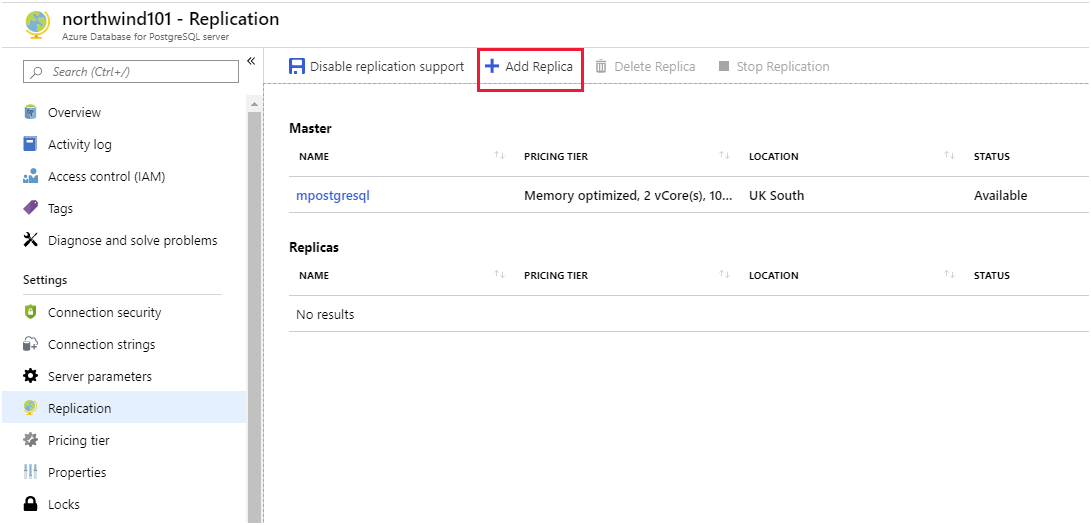 northwind101 - Replication
Azure Database for PostgreSQL server
Search (Ctrl+/)
«
Overview
Activity log
Access control (IAM)
Tags
Diagnose and solve problems
Settings
Connection security
Connection strings
Server parameters
Replication
Pricing tier
Properties
Locks
Disable replication support + Add Replica Delete Replica Stop Replication
Master
NAME PRICING TIER LOCATION STATUS
mpostgresql Memory optimized, 2 vCore(s), 10... UK South Available
Replicas
NAME PRICING TIER LOCATION STATUS
No results